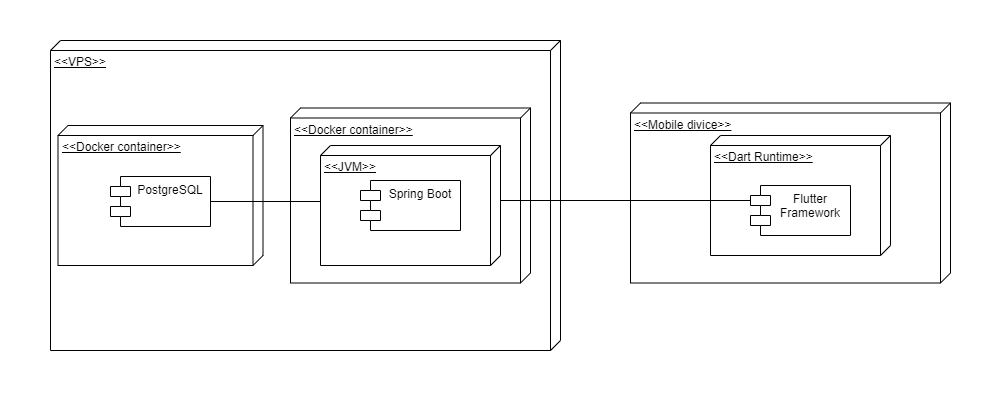 <<VPS>>
<<Docker container>>
PostgreSQL
<<Docker container>>
<<JVM>>
Spring Boot
<<Mobile divice>>
<<Dart Runtime>>
Flutter
Framework